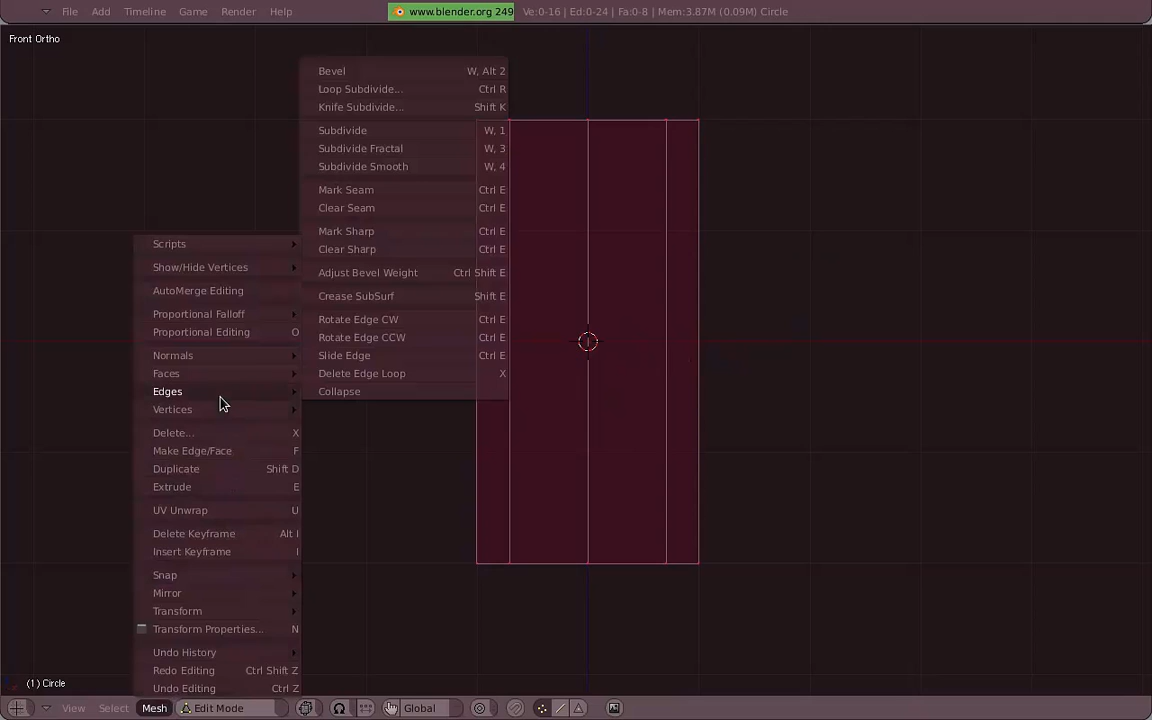 File Add Timeline Game Render Help www.blender.org 249 Ve:0-16 | Ed:0-24 | Fa:0-8 | Mem:3.87M (0.09M) Circle
Front Ortho
Bevel W, Alt 2
Loop Subdivide... Ctrl R
Knife Subdivide... Shift K
Subdivide W, 1
Subdivide Fractal W, 3
Subdivide Smooth W, 4
Mark Seam Ctrl E
Clear Seam Ctrl E
Mark Sharp Ctrl E
Clear Sharp Ctrl E
Adjust Bevel Weight Ctrl Shift E
Crease SubSurf Shift E
Rotate Edge CW Ctrl E
Rotate Edge CCW Ctrl E
Slide Edge Ctrl E
Delete Edge Loop X
Collapse
Scripts
Show/Hide Vertices
AutoMerge Editing
Proportional Falloff
Proportional Editing O
Normals
Faces
Edges
Vertices
Delete... X
Make Edge/Face F
Duplicate Shift D
Extrude E
UV Unwrap U
Delete Keyframe Alt I
Insert Keyframe I
Snap
Mirror
Transform
Transform Properties... N
Undo History
Redo Editing Ctrl Shift Z
Undo Editing Ctrl Z
(1) Circle
View Select Mesh Edit Mode Global